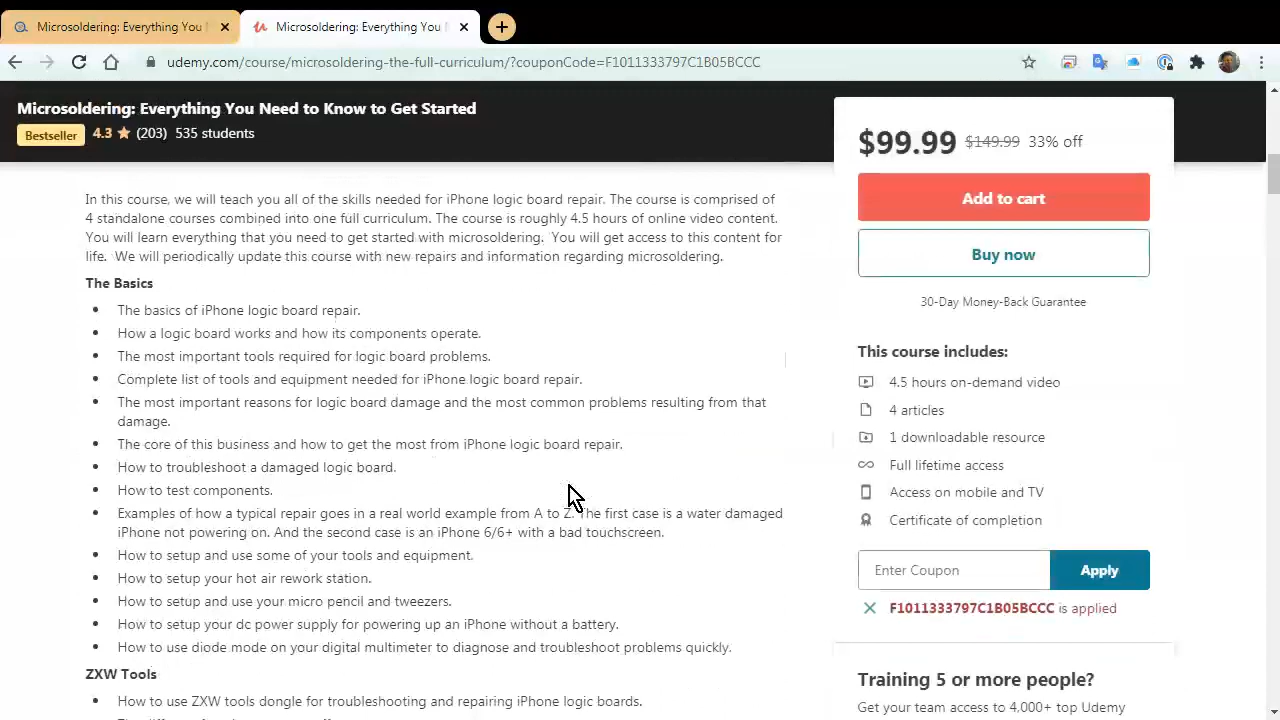 Microsoldering: Everything You
Microsoldering: Everything You
udemy.com/course/microsoldering-the-full-curriculum/?couponCode=F1011333797C1B05BCCC
Microsoldering: Everything You Need to Know to Get Started
Bestseller 4.3 (203) 535 students
In this course, we will teach you all of the skills needed for iPhone logic board repair. The course is comprised of
4 standalone courses combined into one full curriculum. The course is roughly 4.5 hours of online video content.
You will learn everything that you need to get started with microsoldering. You will get access to this content for
life. We will periodically update this course with new repairs and information regarding microsoldering.
The Basics
• The basics of iPhone logic board repair.
• How a logic board works and how its components operate.
• The most important tools required for logic board problems.
• Complete list of tools and equipment needed for iPhone logic board repair.
• The most important reasons for logic board damage and the most common problems resulting from that
damage.
• The core of this business and how to get the most from iPhone logic board repair.
• How to troubleshoot a damaged logic board.
• How to test components.
• Examples of how a typical repair goes in a real world example from A to Z. The first case is a water damaged
iPhone not powering on. And the second case is an iPhone 6/6+ with a bad touchscreen.
• How to setup and use some of your tools and equipment.
• How to setup your hot air rework station.
• How to setup and use your micro pencil and tweezers.
• How to setup your dc power supply for powering up an iPhone without a battery.
• How to use diode mode on your digital multimeter to diagnose and troubleshoot problems quickly.
ZXW Tools
• How to use ZXW tools dongle for troubleshooting and repairing iPhone logic boards.
$99.99 $149.99 33% off
Add to cart
Buy now
30-Day Money-Back Guarantee
This course includes:
4.5 hours on-demand video
4 articles
1 downloadable resource
Full lifetime access
Access on mobile and TV
Certificate of completion
Enter Coupon Apply
F1011333797C1B05BCCC is applied
Training 5 or more people?
Get your team access to 4,000+ top Udemy